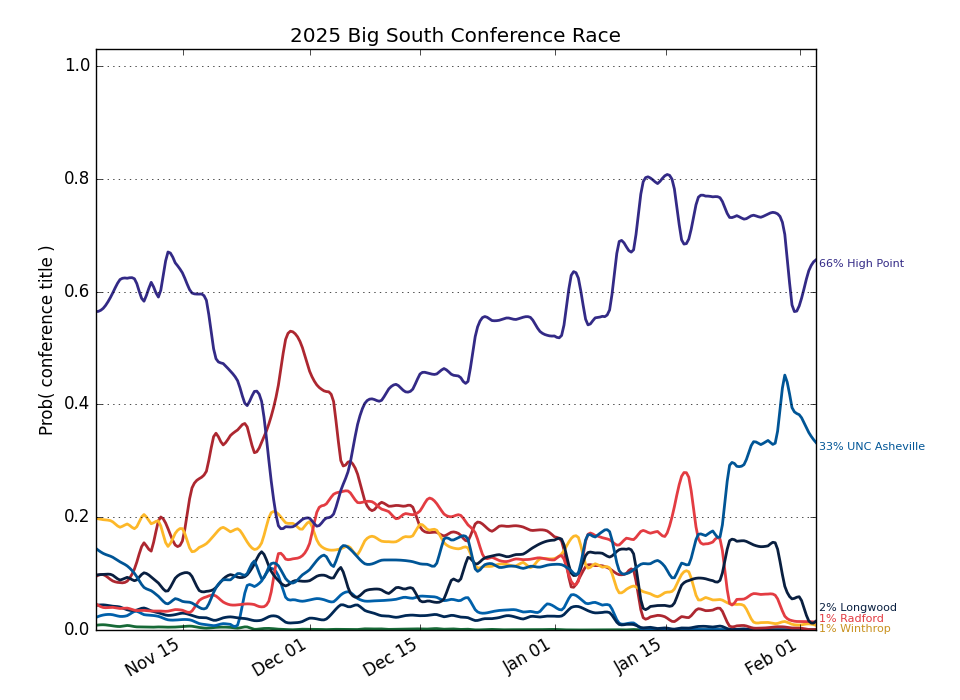 2025 Big South Conference Race
1.0
0.8
0.6
0.4
0.2
0.0
Prob( conference title )
66% High Point
33% UNC Asheville
2% Longwood
1% Radford
1% Winthrop
Nov 15
Dec 01
Dec 15
Jan 01
Jan 15
Feb 01